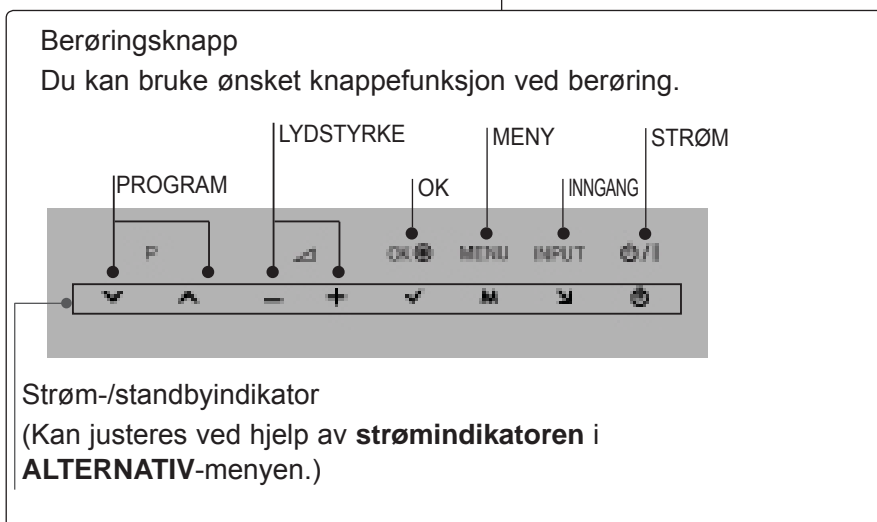 Berøringsknapp
Du kan bruke ønsket knappefunksjon ved berøring.
LYDSTYRKE MENY STRØM
PROGRAM OK INNGANG
P OK MENU INPUT
Strøm-/standbyindikator
(Kan justeres ved hjelp av strømindikatoren i
ALTERNATIV-menyen.)